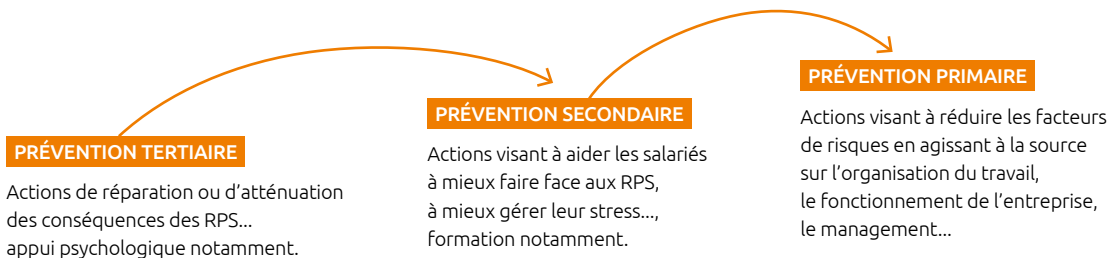 PRÉVENTION TERTIAIRE
Actions de réparation ou d’atténuation
des conséquences des RPS...
appui psychologique notamment.
PRÉVENTION SECONDAIRE
Actions visant à aider les salariés
à mieux faire face aux RPS,
à mieux gérer leur stress...,
formation notamment.
PRÉVENTION PRIMAIRE
Actions visant à réduire les facteurs
de risques en agissant à la source
sur l’organisation du travail,
le fonctionnement de l’entreprise,
le management...